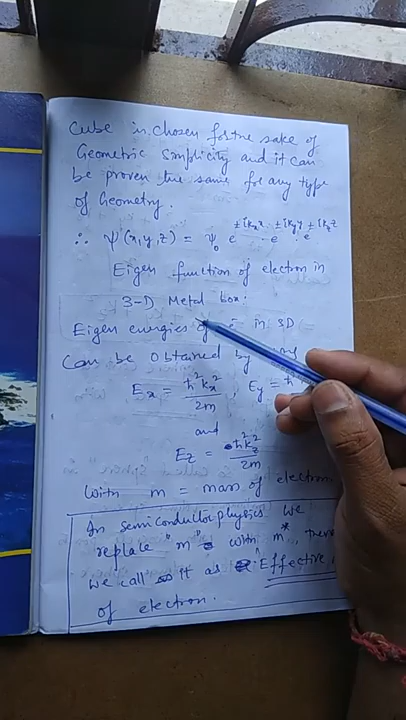 Cube is chosen for the sake of
Geometric simplicity and it can
be proven the same for any type
of Geometry.
∴ ψ(x,y,z) = ψ₀ e^{±ikₓx} · e^{±ik_y y} e^{±ik_z z}
Eigen function of electron in
3-D Metal box:
Eigen energies of e⁻ in 3D
Can be Obtained by
Eₓ = ħ²kₓ²/2m , E_y = ħ
and
E_z = ħ²k_z²/2m
With m = mass of electron
In semiconductor physics we
replace "m" with m*,
we call it as Effective
of electron.